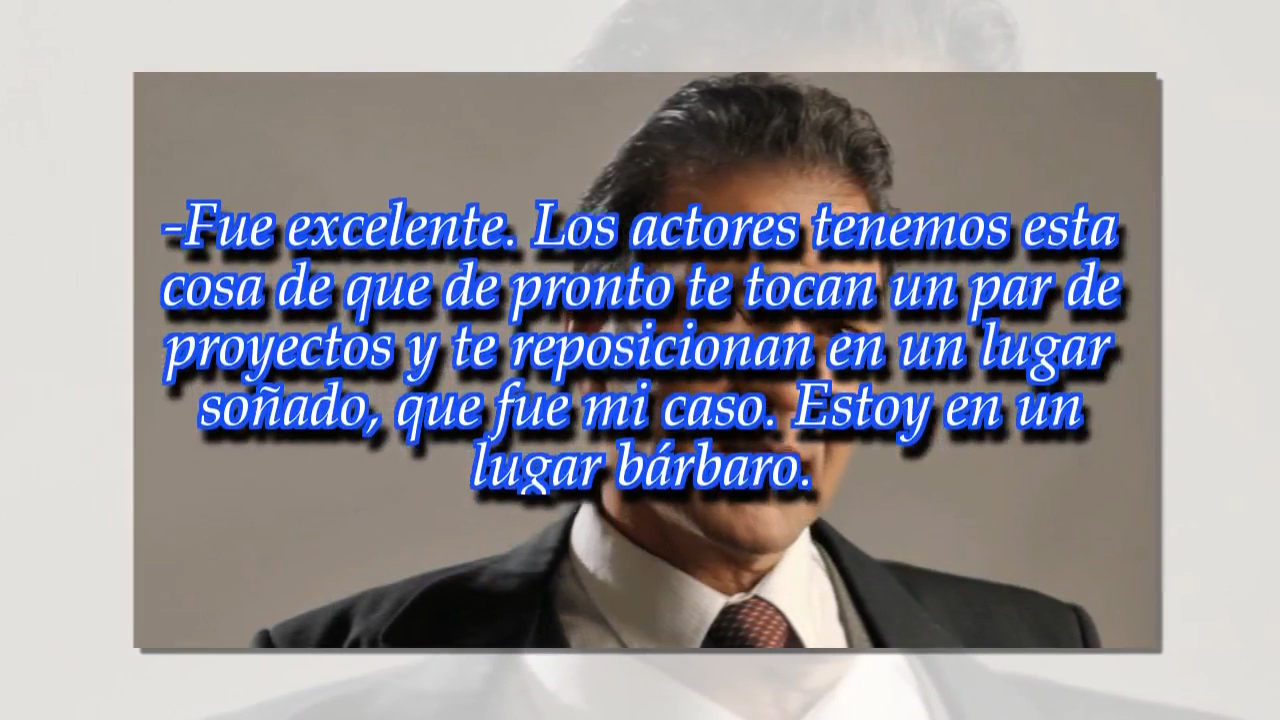 -Fue excelente. Los actores tenemos esta
cosa de que de pronto te tocan un par de
proyectos y te reposicionan en un lugar
soñado, que fue mi caso. Estoy en un
lugar bárbaro.